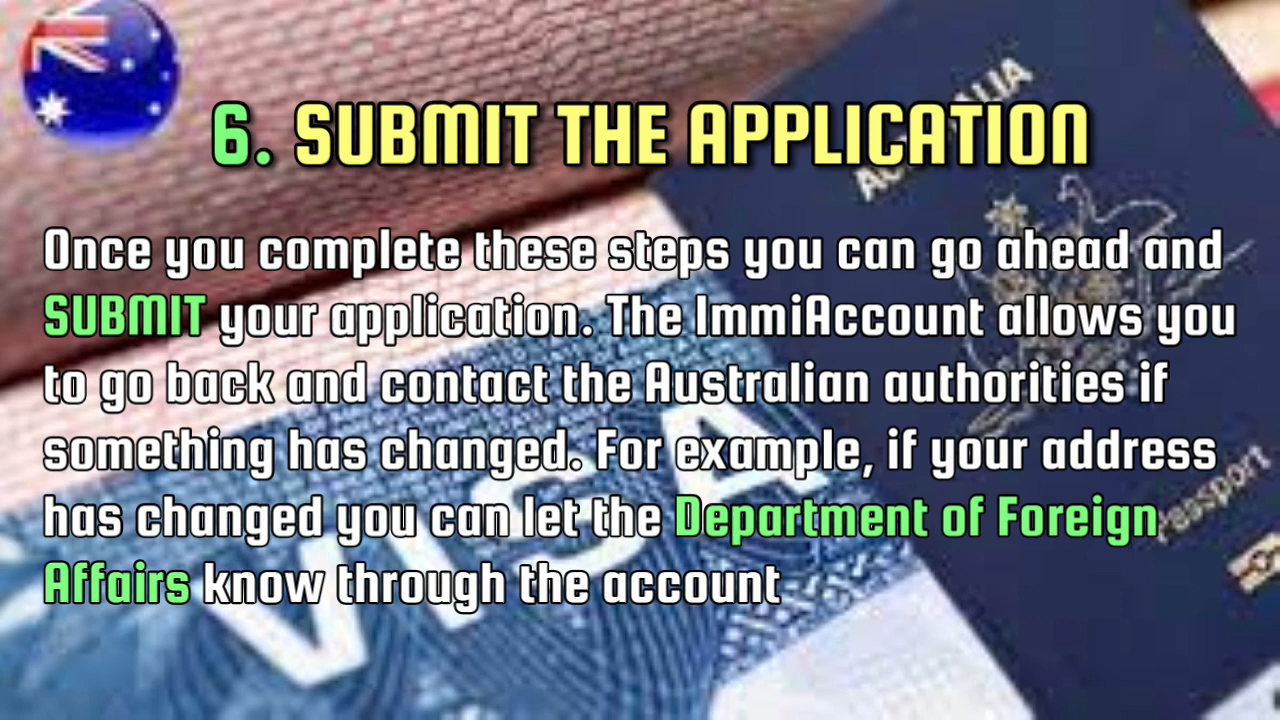 6. SUBMIT THE APPLICATION
Once you complete these steps you can go ahead and
SUBMIT your application. The ImmiAccount allows you
to go back and contact the Australian authorities if
something has changed. For example, if your address
has changed you can let the Department of Foreign
Affairs know through the account
VISA
Passport